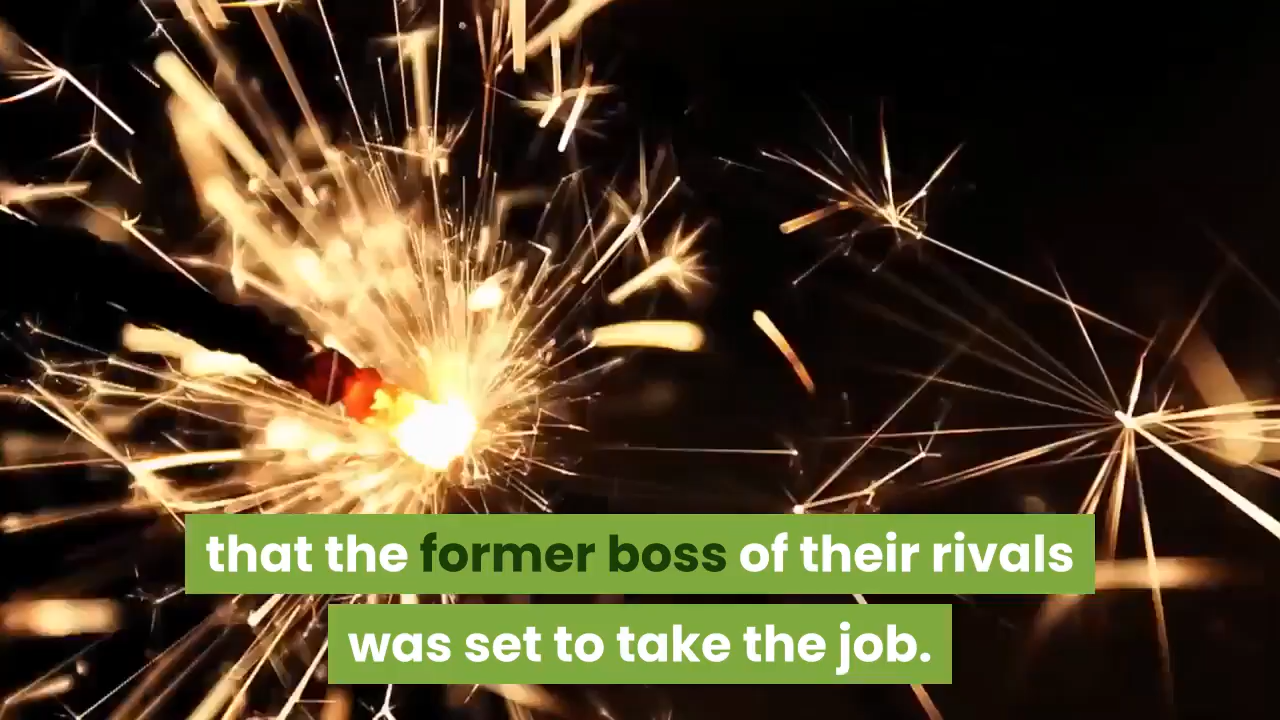 that the former boss of their rivals
was set to take the job.